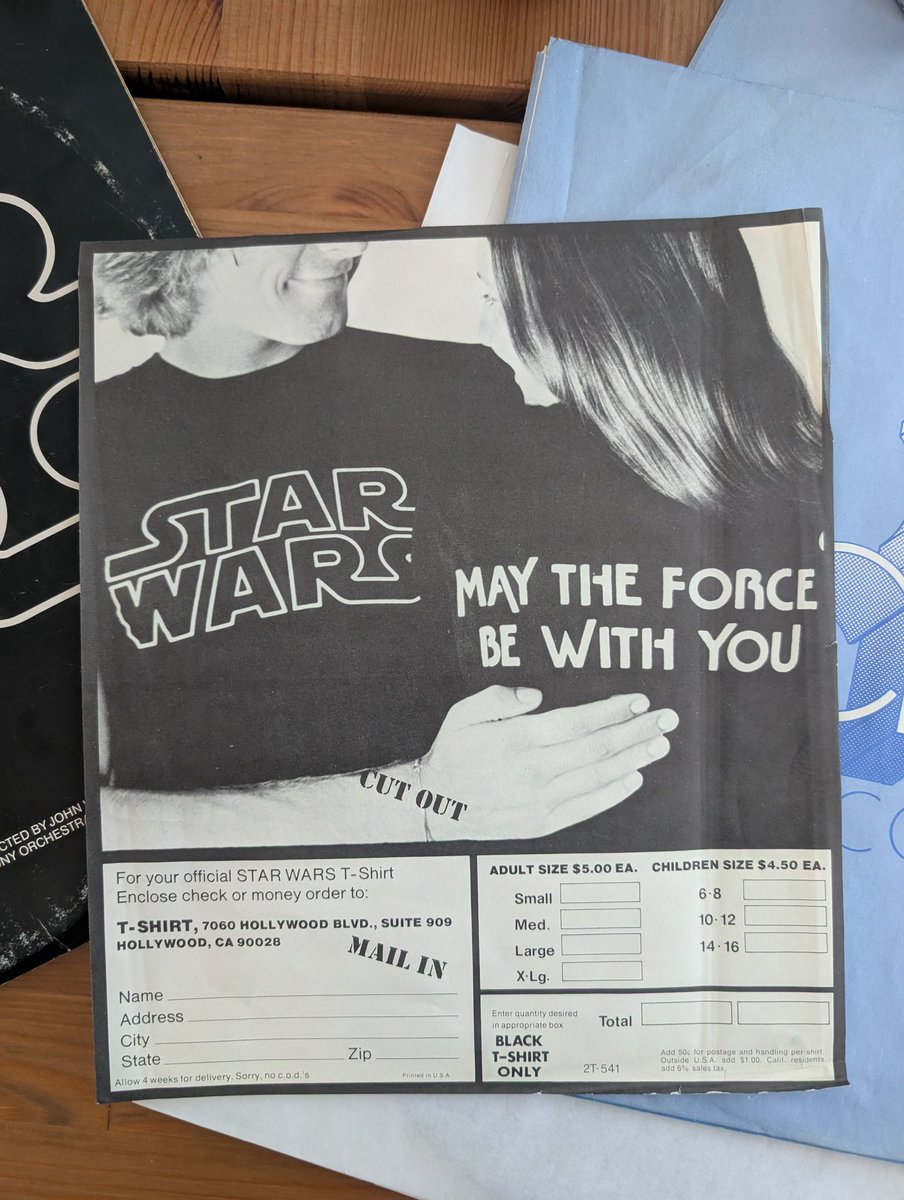 STAR
WARS
MAY THE FORCE
BE WITH YOU
CUT OUT
CTED BY JOHN
NY ORCHESTRA
For your official STAR WARS T-Shirt
Enclose check or money order to:
T-SHIRT, 7060 HOLLYWOOD BLVD., SUITE 909
HOLLYWOOD, CA 90028
MAIL IN
Name
Address
City
State Zip
Allow 4 weeks for delivery. Sorry, no c.o.d.'s Printed in U.S.A.
ADULT SIZE $5.00 EA. CHILDREN SIZE $4.50 EA.
Small 6-8
Med. 10-12
Large 14-16
X-Lg.
Enter quantity desired
in appropriate box
Total
BLACK
T-SHIRT
ONLY
2T-541
Add 50¢ for postage and handling per shirt.
Outside U.S.A. add $1.00. Calif. residents
add 6% sales tax.